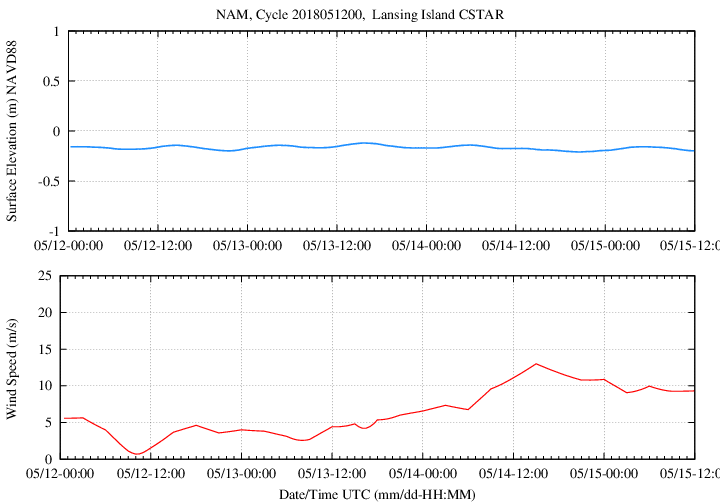 NAM, Cycle 2018051200,  Lansing Island CSTAR
Surface Elevation (m) NAVD88
1
0.5
0
-0.5
-1
05/12-00:00 05/12-12:00 05/13-00:00 05/13-12:00 05/14-00:00 05/14-12:00 05/15-00:00 05/15-12:0
Wind Speed (m/s)
25
20
15
10
5
0
05/12-00:00 05/12-12:00 05/13-00:00 05/13-12:00 05/14-00:00 05/14-12:00 05/15-00:00 05/15-12:0
Date/Time UTC (mm/dd-HH:MM)